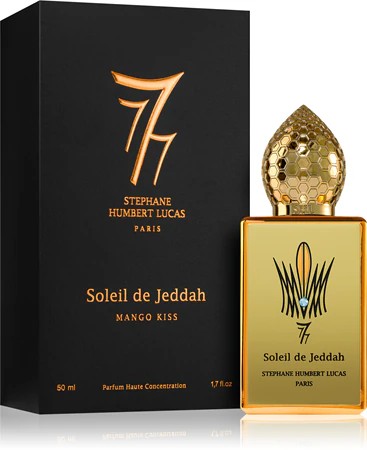 777
STEPHANE
HUMBERT LUCAS
PARIS
Soleil de Jeddah
MANGO KISS
50 ml
Parfum Haute Concentration
1,7 fl.oz
Soleil de Jeddah
STEPHANE HUMBERT LUCAS
PARIS